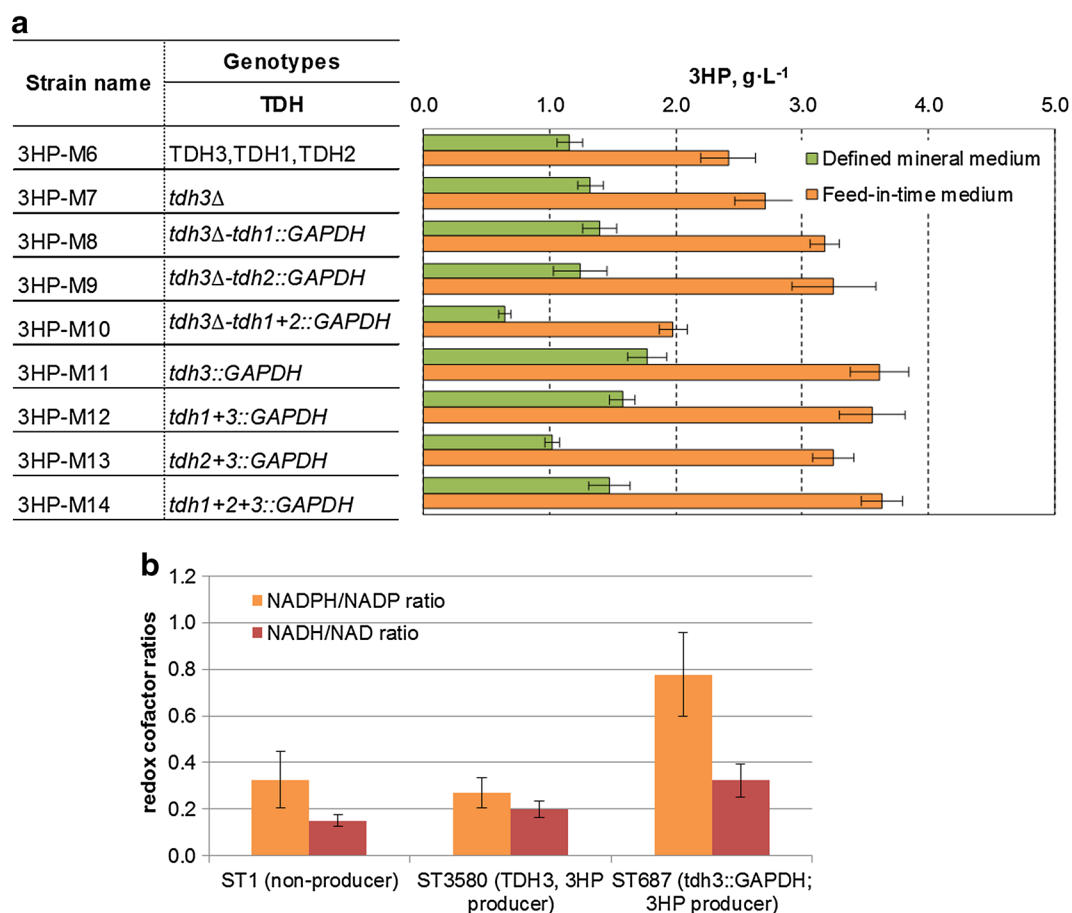 a
Strain name
Genotypes
TDH
3HP, g·L⁻¹
0.0 1.0 2.0 3.0 4.0 5.0
3HP-M6 TDH3,TDH1,TDH2
3HP-M7 tdh3Δ
3HP-M8 tdh3Δ-tdh1::GAPDH
3HP-M9 tdh3Δ-tdh2::GAPDH
3HP-M10 tdh3Δ-tdh1+2::GAPDH
3HP-M11 tdh3::GAPDH
3HP-M12 tdh1+3::GAPDH
3HP-M13 tdh2+3::GAPDH
3HP-M14 tdh1+2+3::GAPDH
Defined mineral medium
Feed-in-time medium
b
redox cofactor ratios
1.2
1.0
0.8
0.6
0.4
0.2
0.0
NADPH/NADP ratio
NADH/NAD ratio
ST1 (non-producer)
ST3580 (TDH3, 3HP
producer)
ST687 (tdh3::GAPDH;
3HP producer)